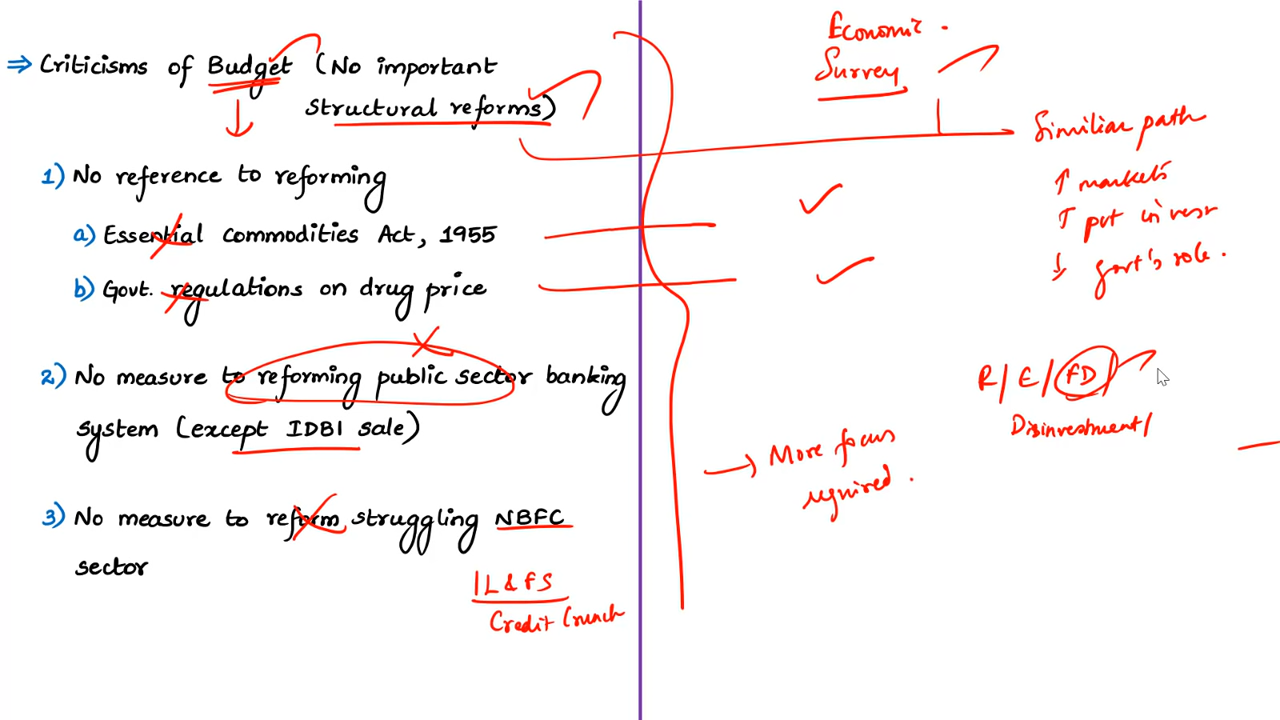 ⇒ Criticisms of Budget (No important
structural reforms)
1) No reference to reforming
a) Essential commodities Act, 1955
b) Govt. regulations on drug price
2) No measure to reforming public sector banking
system (except IDBI sale)
3) No measure to reform struggling NBFC
sector
IL & FS
Credit Crunch
Economic.
Survey
Similiar path
↑ markets
↑ pvt invest
↓ govt's role.
R/E/FD/
Disinvestment/
→ More focus
required.